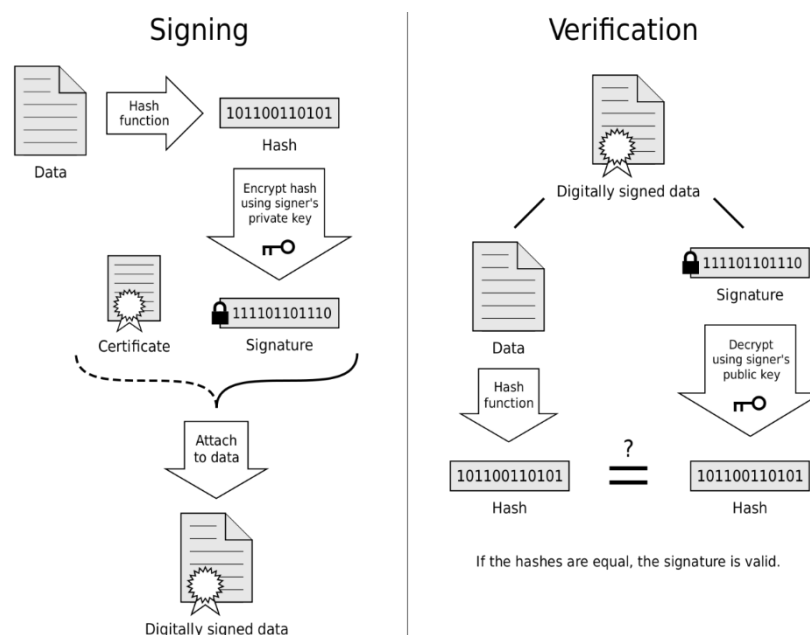 Signing
Hash
function
101100110101
Hash
Data
Encrypt hash
using signer's
private key
111101101110
Certificate
Signature
Attach
to data
Digitally signed data
Verification
Digitally signed data
Data
111101101110
Signature
Hash
function
Decrypt
using signer's
public key
101100110101
Hash
?
101100110101
Hash
If the hashes are equal, the signature is valid.